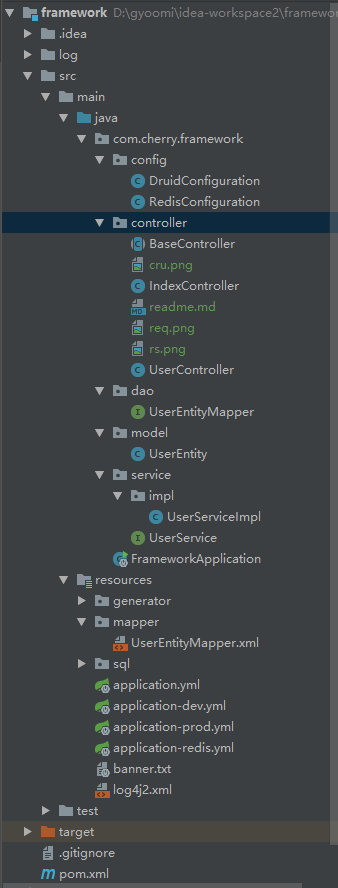 framework D:\gyoomi\idea-workspace2\framew
.idea
log
src
main
java
com.cherry.framework
config
DruidConfiguration
RedisConfiguration
controller
BaseController
cru.png
IndexController
readme.md
req.png
rs.png
UserController
dao
UserEntityMapper
model
UserEntity
service
impl
UserServiceImpl
UserService
FrameworkApplication
resources
generator
mapper
UserEntityMapper.xml
sql
application.yml
application-dev.yml
application-prod.yml
application-redis.yml
banner.txt
log4j2.xml
test
target
.gitignore
pom.xml